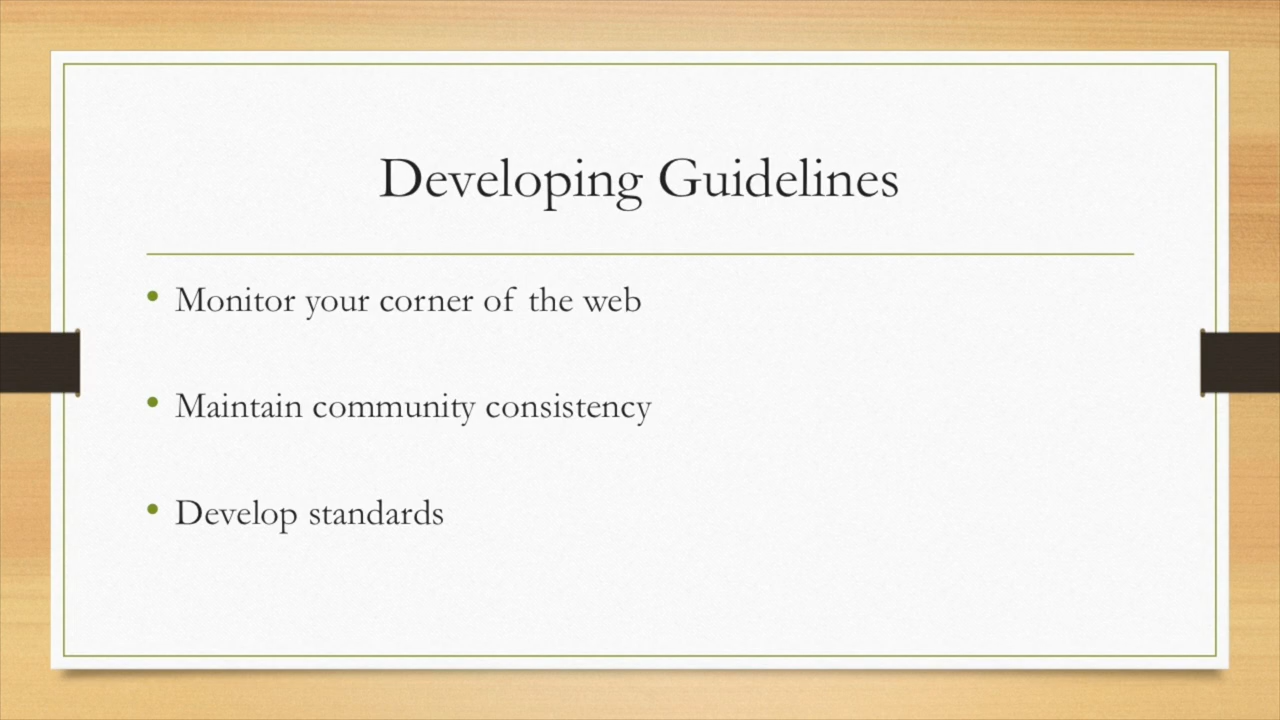 Developing Guidelines
• Monitor your corner of the web
• Maintain community consistency
• Develop standards